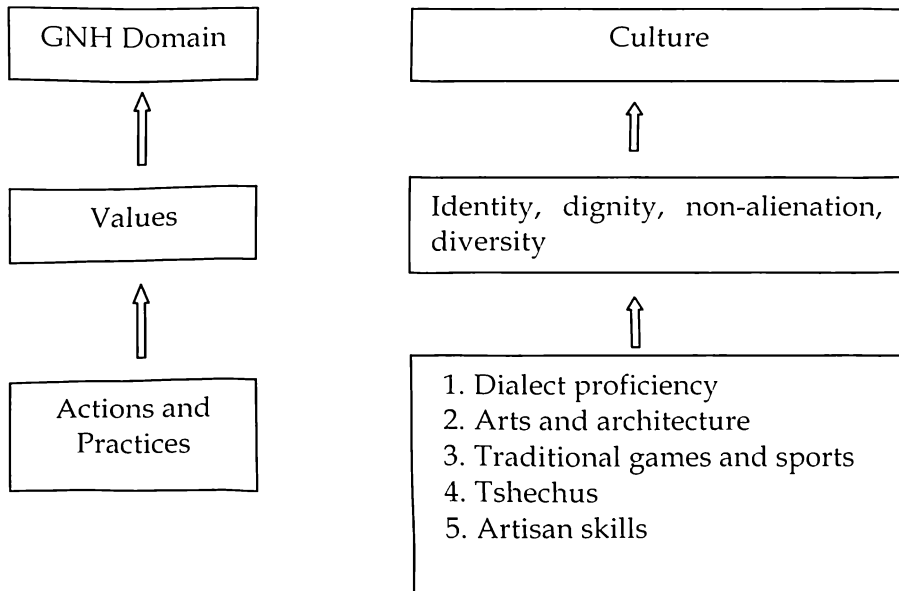 GNH Domain
Culture
Values
Identity, dignity, non-alienation,
diversity
Actions and
Practices
1. Dialect proficiency
2. Arts and architecture
3. Traditional games and sports
4. Tshechus
5. Artisan skills